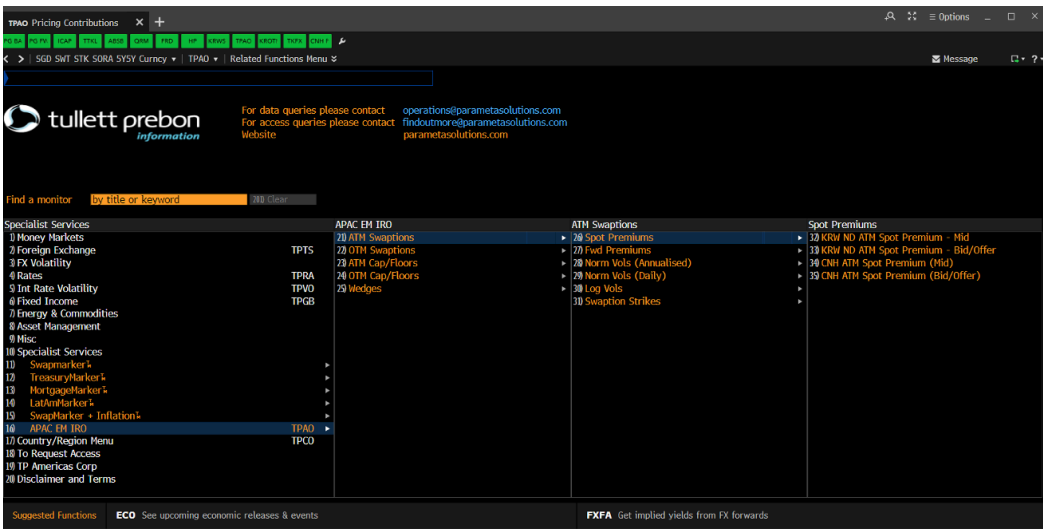 TPAO Pricing Contributions × +
≡ Options _ □ ×
PG BA PG FV ICAP TTKL ABSB QRM FRD HP KRWS TPAO KROTI TKFX CNH F
< > SGD SWT STK SORA 5Y5Y Curncy ▾ TPAO ▾ Related Functions Menu
Message ?
tullett prebon
information
For data queries please contact operations@parametasolutions.com
For access queries please contact findoutmore@parametasolutions.com
Website parametasolutions.com
Find a monitor by title or keyword 200) Clear
Specialist Services
1) Money Markets
2) Foreign Exchange TPTS
3) FX Volatility
4) Rates TPRA
5) Int Rate Volatility TPVO
6) Fixed Income TPGB
7) Energy & Commodities
8) Asset Management
9) Misc
10) Specialist Services
11) Swapmarker
12) TreasuryMarker
13) MortgageMarker
14) LatAmMarker
15) SwapMarker + Inflation
16) APAC EM IRO TPAO
17) Country/Region Menu TPCO
18) To Request Access
19) TP Americas Corp
20) Disclaimer and Terms
APAC EM IRO
21) ATM Swaptions
22) OTM Swaptions
23) ATM Cap/Floors
24) OTM Cap/Floors
25) Wedges
ATM Swaptions
26) Spot Premiums
27) Fwd Premiums
28) Norm Vols (Annualised)
29) Norm Vols (Daily)
30) Log Vols
31) Swaption Strikes
Spot Premiums
32) KRW ND ATM Spot Premium - Mid
33) KRW ND ATM Spot Premium - Bid/Offer
34) CNH ATM Spot Premium (Mid)
35) CNH ATM Spot Premium (Bid/Offer)
Suggested Functions ECO See upcoming economic releases & events FXFA Get implied yields from FX forwards